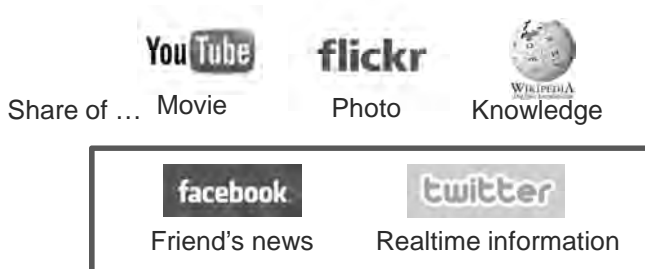 YouTube flickr WIKIPEDIA
Share of … Movie Photo Knowledge
facebook twitter
Friend's news Realtime information